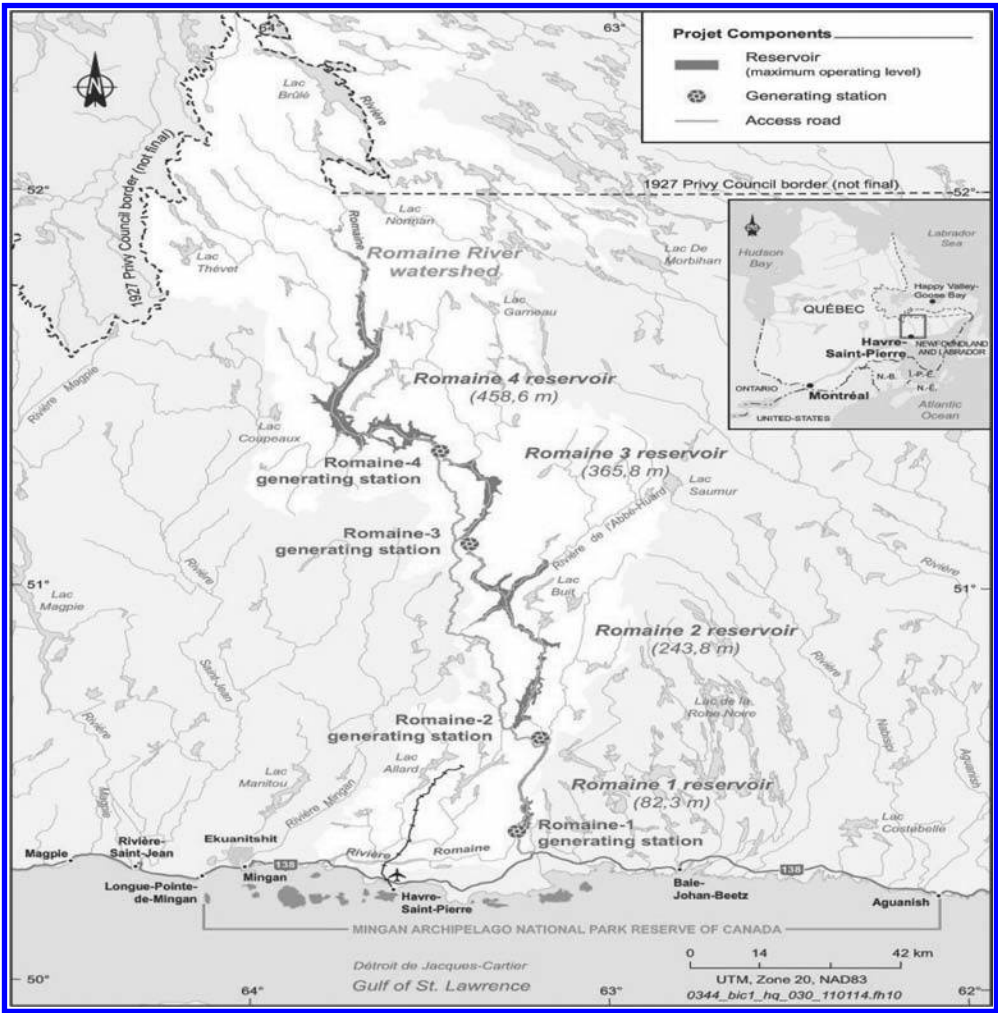 64°
63°
Projet Components
Reservoir
(maximum operating level)
Generating station
Access road
N
Lac
Brûlé
Rivière
1927 Privy Council border (not final)
52°
1927 Privy Council border (not final)
52°
Romaine
Lac
Nonnan
Lac
Thévet
Romaine River
watershed
Lac De
Morbihan
Lac
Garneau
Labrador
Sea
Hudson
Bay
Happy Valley-
Goose Bay
QUÉBEC
Havre-
Saint-Pierre
NEWFOUNDLAND
AND LABRADOR
N.-B.
I.-P.-E.
N.-E.
ONTARIO
Montréal
Atlantic
Ocean
UNITED-STATES
Rivière Magpie
Romaine 4 reservoir
(458,6 m)
Lac
Coupeaux
Romaine-4
generating station
Romaine 3 reservoir
(365,8 m)
Lac
Saumur
Romaine-3
generating station
Rivière de l'Abbé-Huard
Rivière
Rivière
51°
51°
Lac
Buit
Lac
Magpie
Romaine 2 reservoir
(243,8 m)
Saint-Jean
Rivière
Lac de la
Robe Noire
Romaine-2
generating station
Rivière
Magpie
Nabisipi
Aguanish
Lac
Allard
Lac
Manitou
Rivière Mingan
Romaine 1 reservoir
(82,3 m)
Romaine-1
generating station
Lac
Costebelle
Magpie
Rivière-
Saint-Jean
Ekuanitshit
138
Rivière
Romaine
138
Longue-Pointe-
de-Mingan
Mingan
Havre-
Saint-Pierre
Baie-
Johan-Beetz
Aguanish
MINGAN ARCHIPELAGO NATIONAL PARK RESERVE OF CANADA
0 14 42 km
Détroit de Jacques-Cartier
Gulf of St. Lawrence
UTM, Zone 20, NAD83
0344_bic1_hq_030_110114.fh10
50°
64°
63°
62°